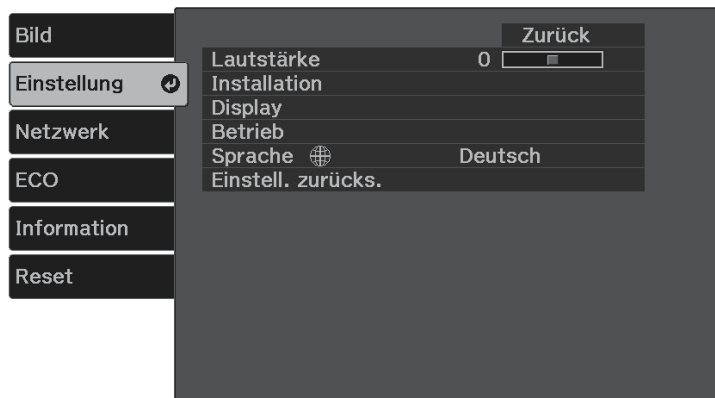 Bild
Einstellung
Netzwerk
ECO
Information
Reset
Zurück
Lautstärke 0
Installation
Display
Betrieb
Sprache Deutsch
Einstell. zurücks.